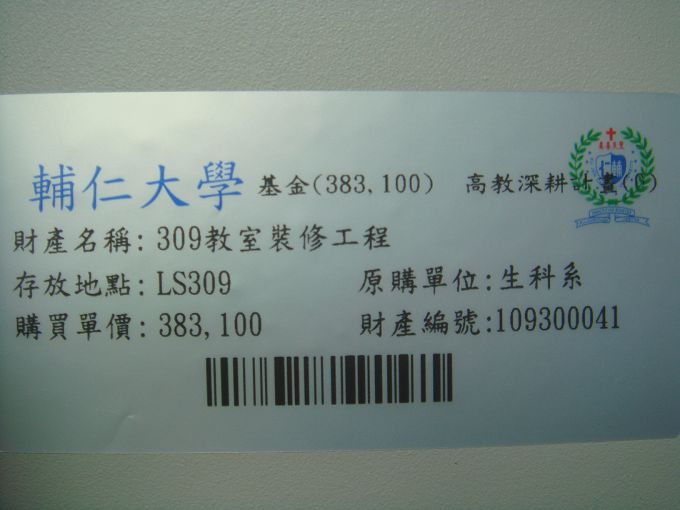 輔仁大學 基金(383,100) 高教深耕計畫(C)
財產名稱: 309教室裝修工程
存放地點: LS309 原購單位:生科系
購買單價: 383,100 財產編號:109300041